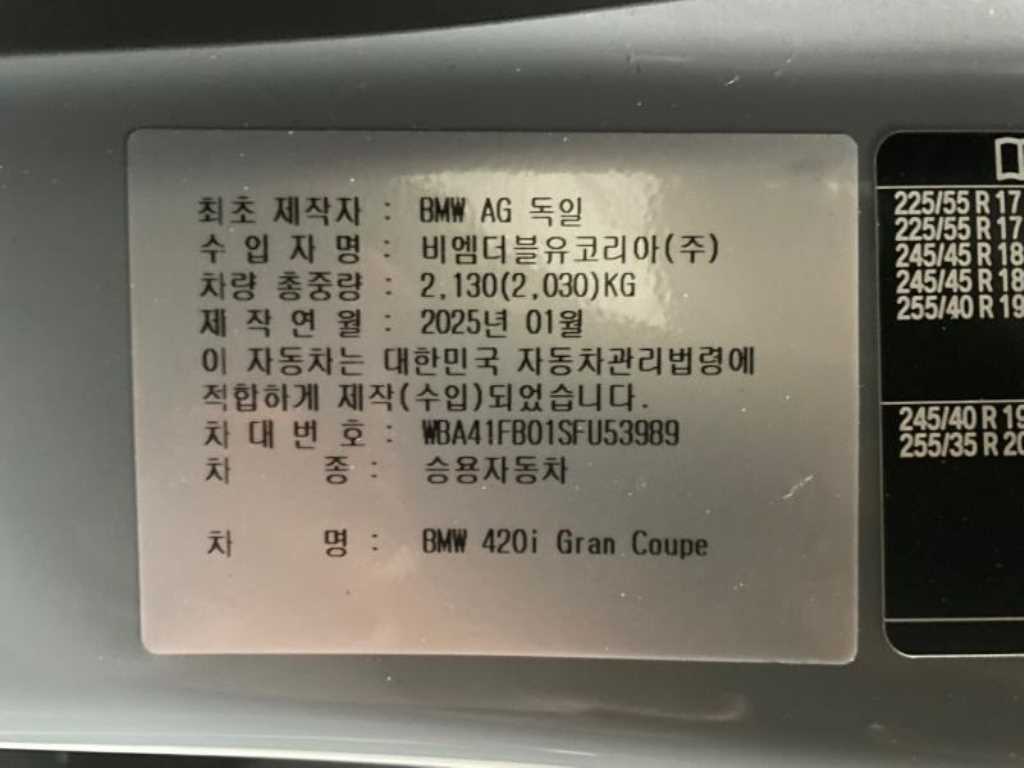 최초 제작자 : BMW AG 독일
수 입 자 명 : 비엠더블유코리아(주)
차량 총중량 : 2,130(2,030)KG
제 작 연 월 : 2025년 01월
이 자동차는 대한민국 자동차관리법령에
적합하게 제작(수입)되었습니다.
차 대 번 호 : WBA41FB01SFU53989
차 종 : 승용자동차
차 명 : BMW 420i Gran Coupe
225/55 R 17
225/55 R 17
245/45 R 18
245/45 R 18
255/40 R 19
245/40 R 19
255/35 R 20